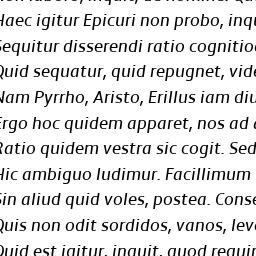 Haec igitur Epicuri non probo, inqu
Sequitur disserendi ratio cognitio
Quid sequatur, quid repugnet, vide
Nam Pyrrho, Aristo, Erillus iam diu
Ergo hoc quidem apparet, nos ad a
Ratio quidem vestra sic cogit. Sed
Hic ambiguo ludimur. Facillimum
Sin aliud quid voles, postea. Conse
Quis non odit sordidos, vanos, lev
Quid est igitur, inquit, quod requir